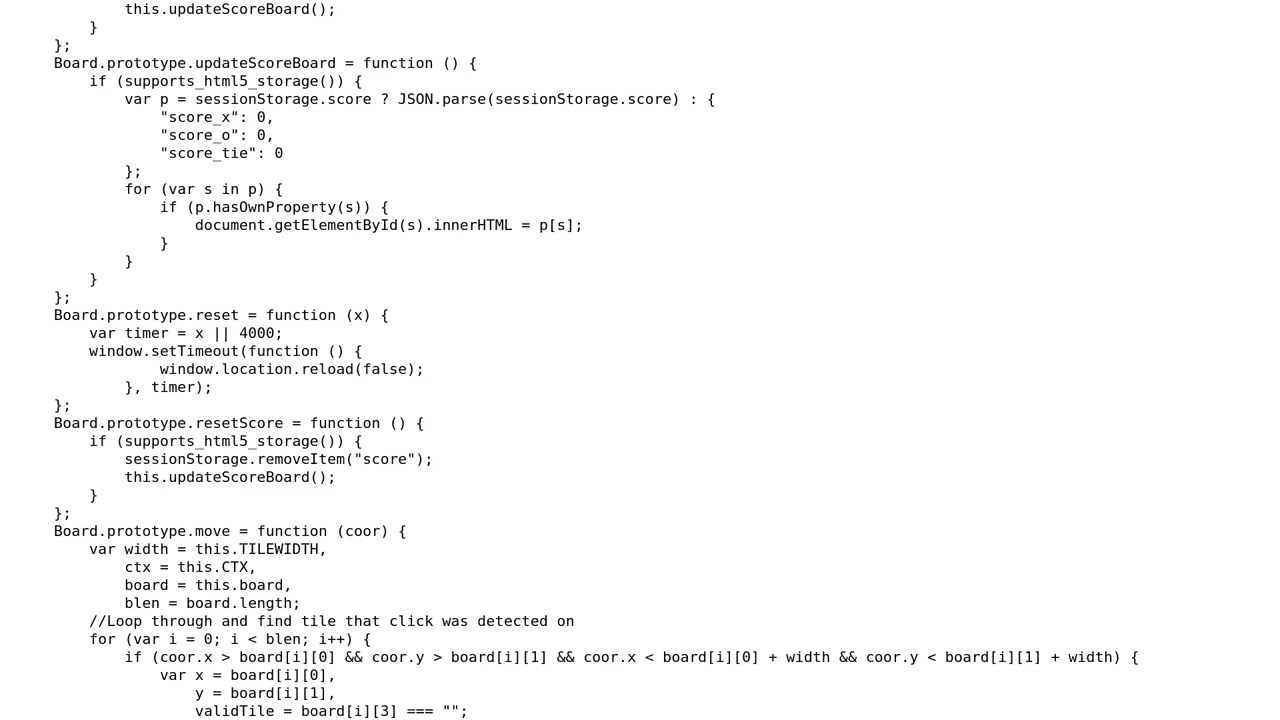 this.updateScoreBoard();
        }
    };
    Board.prototype.updateScoreBoard = function () {
        if (supports_html5_storage()) {
            var p = sessionStorage.score ? JSON.parse(sessionStorage.score) : {
                "score_x": 0,
                "score_o": 0,
                "score_tie": 0
            };
            for (var s in p) {
                if (p.hasOwnProperty(s)) {
                    document.getElementById(s).innerHTML = p[s];
                }
            }
        }
    };
    Board.prototype.reset = function (x) {
        var timer = x || 4000;
        window.setTimeout(function () {
                window.location.reload(false);
            }, timer);
    };
    Board.prototype.resetScore = function () {
        if (supports_html5_storage()) {
            sessionStorage.removeItem("score");
            this.updateScoreBoard();
        }
    };
    Board.prototype.move = function (coor) {
        var width = this.TILEWIDTH,
            ctx = this.CTX,
            board = this.board,
            blen = board.length;
        //Loop through and find tile that click was detected on
        for (var i = 0; i < blen; i++) {
            if (coor.x > board[i][0] && coor.y > board[i][1] && coor.x < board[i][0] + width && coor.y < board[i][1] + width) {
                var x = board[i][0],
                    y = board[i][1],
                    validTile = board[i][3] === "";